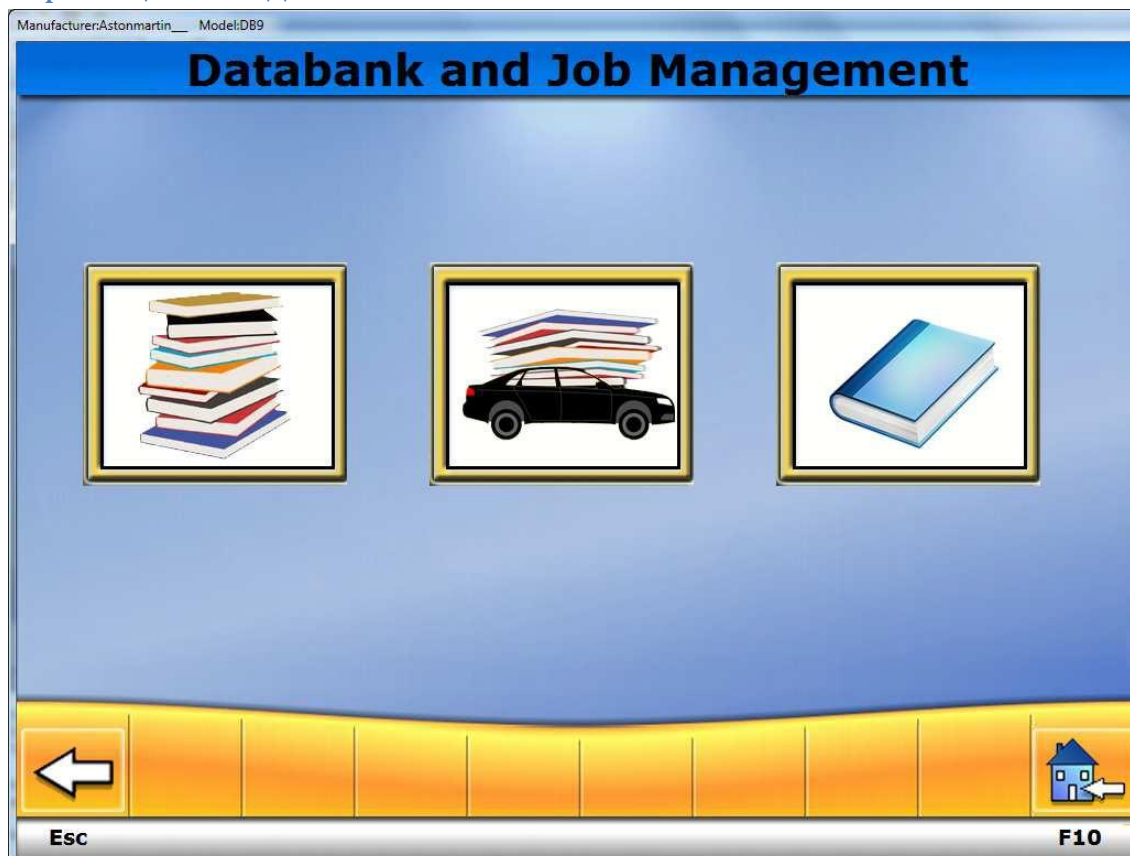 Manufacturer:Astonmartin__ Model:DB9
Databank and Job Management
Esc
F10